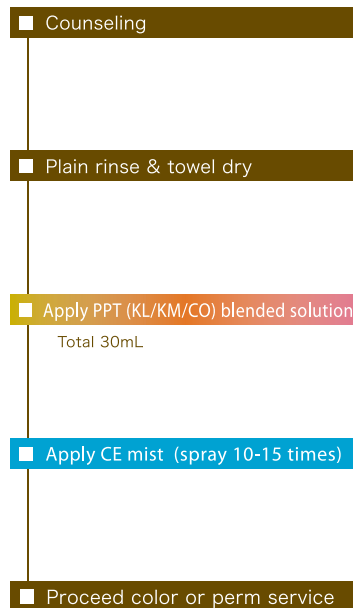 Counseling
Plain rinse & towel dry
Apply PPT (KL/KM/CO) blended solution
Total 30mL
Apply CE mist (spray 10-15 times)
Proceed color or perm service